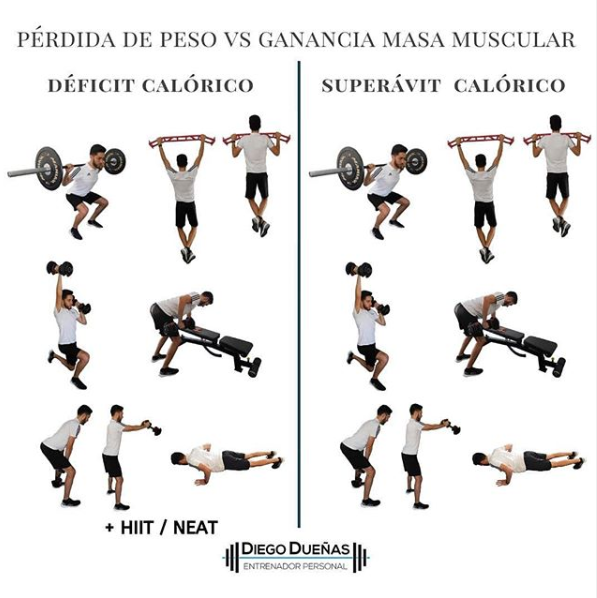 PÉRDIDA DE PESO VS GANANCIA MASA MUSCULAR
DÉFICIT CALÓRICO
SUPERÁVIT CALÓRICO
+ HIIT / NEAT
DIEGO DUEÑAS
ENTRENADOR PERSONAL